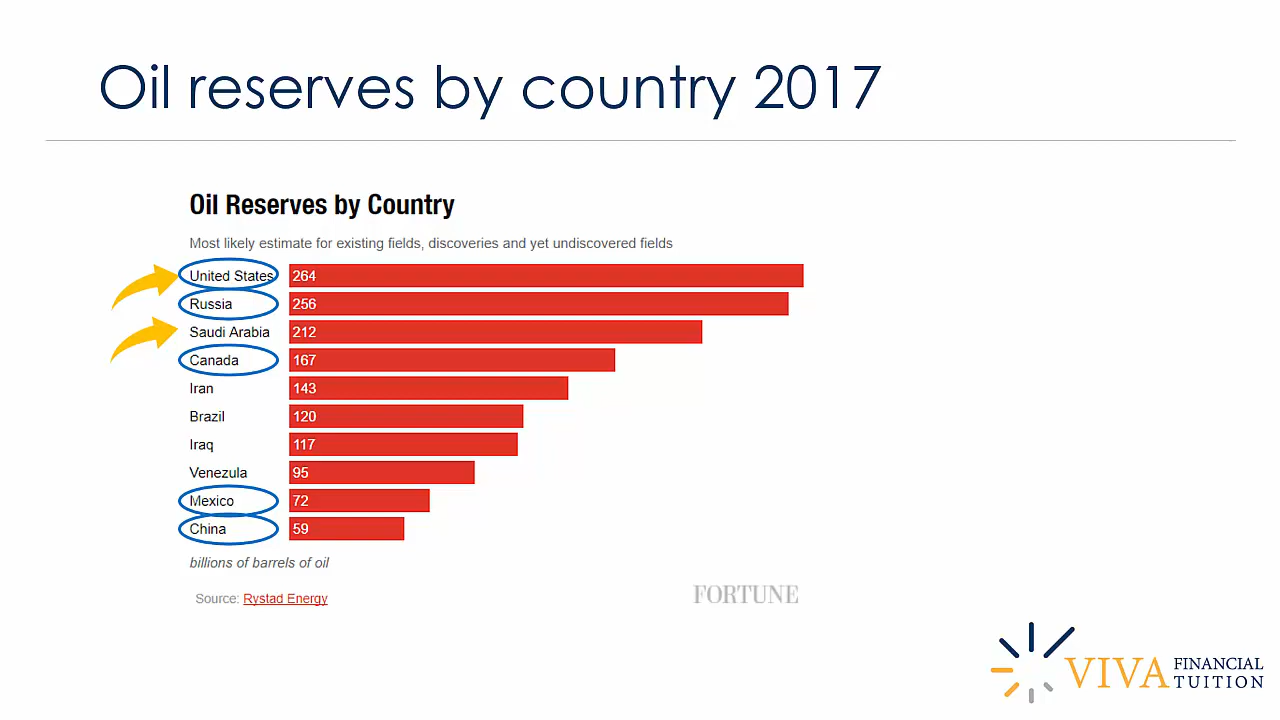 Oil reserves by country 2017
Oil Reserves by Country
Most likely estimate for existing fields, discoveries and yet undiscovered fields
United States 264
Russia 256
Saudi Arabia 212
Canada 167
Iran 143
Brazil 120
Iraq 117
Venezula 95
Mexico 72
China 59
billions of barrels of oil
Source: Rystad Energy
FORTUNE
VIVA FINANCIAL
TUITION